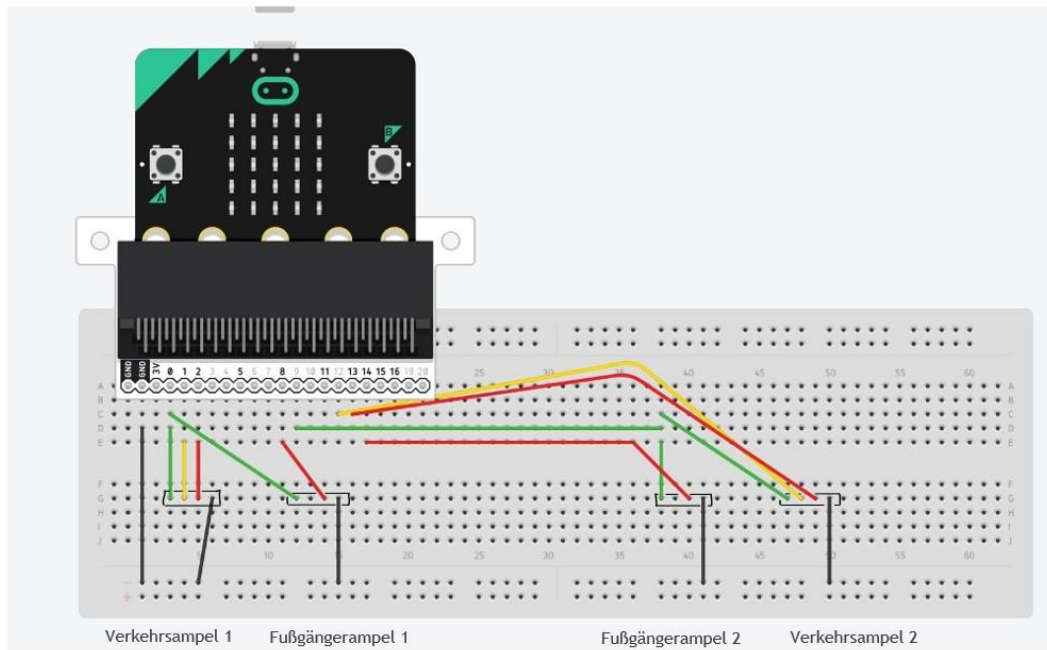 A
B
GND GND 3V 0 1 2 3 4 5 6 7 8 9 10 11 12 13 14 15 16 19 20
25 30 35 40 45 50 55 60
A A
B B
C C
D D
E E
F F
G G
H H
I I
J J
5 10 15 20 25 30 35 40 45 50 55 60
−
+
Verkehrsampel 1 Fußgängerampel 1 Fußgängerampel 2 Verkehrsampel 2